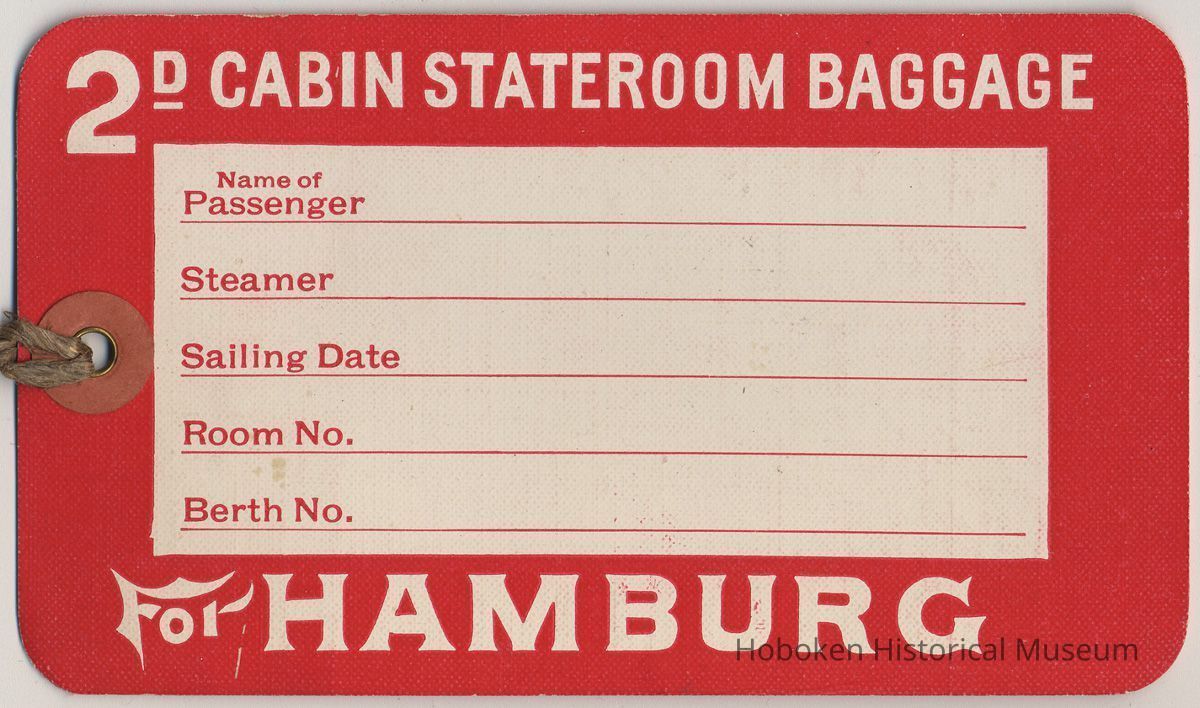 2D CABIN STATEROOM BAGGAGE
Name of
Passenger
Steamer
Sailing Date
Room No.
Berth No.
For HAMBURG
Hoboken Historical Museum